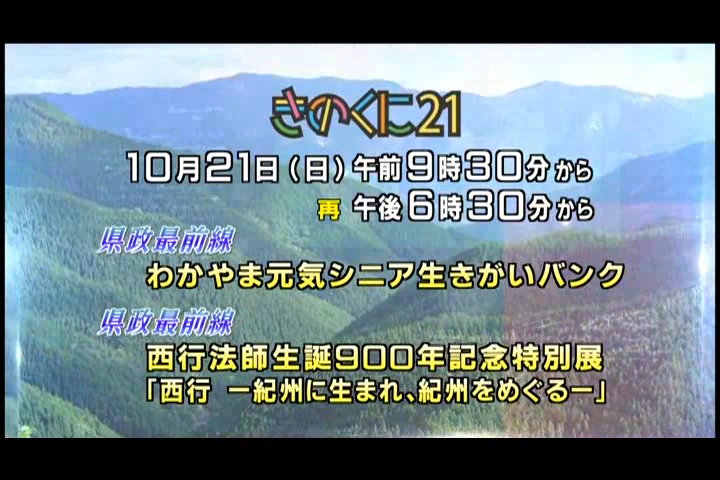 きのくに21
10月21日(日)午前9時30分から
再 午後6時30分から
県政最前線
わかやま元気シニア生きがいバンク
県政最前線
西行法師生誕900年記念特別展
「西行 ー紀州に生まれ、紀州をめぐるー」